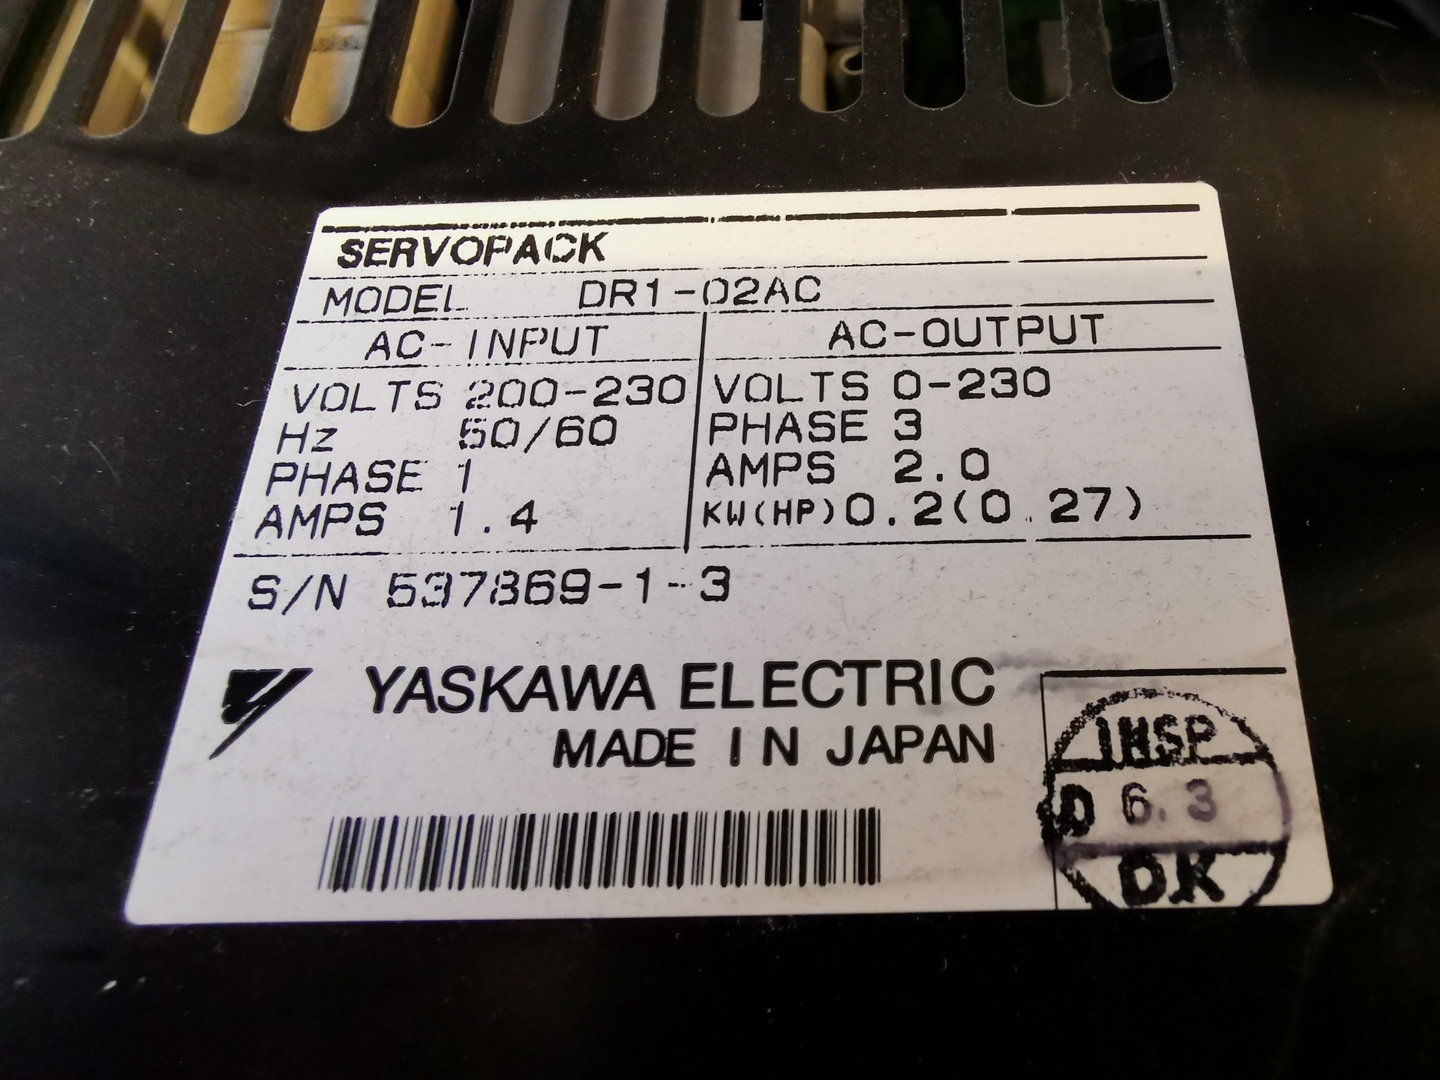 SERVOPACK
MODEL DR1-02AC
AC-INPUT AC-OUTPUT
VOLTS 200-230 VOLTS 0-230
Hz 50/60 PHASE 3
PHASE 1 AMPS 2.0
AMPS 1.4 KW(HP) 0.2(0.27)
S/N 537869-1-3
YASKAWA ELECTRIC
MADE IN JAPAN
INSP
D 6.3
DK